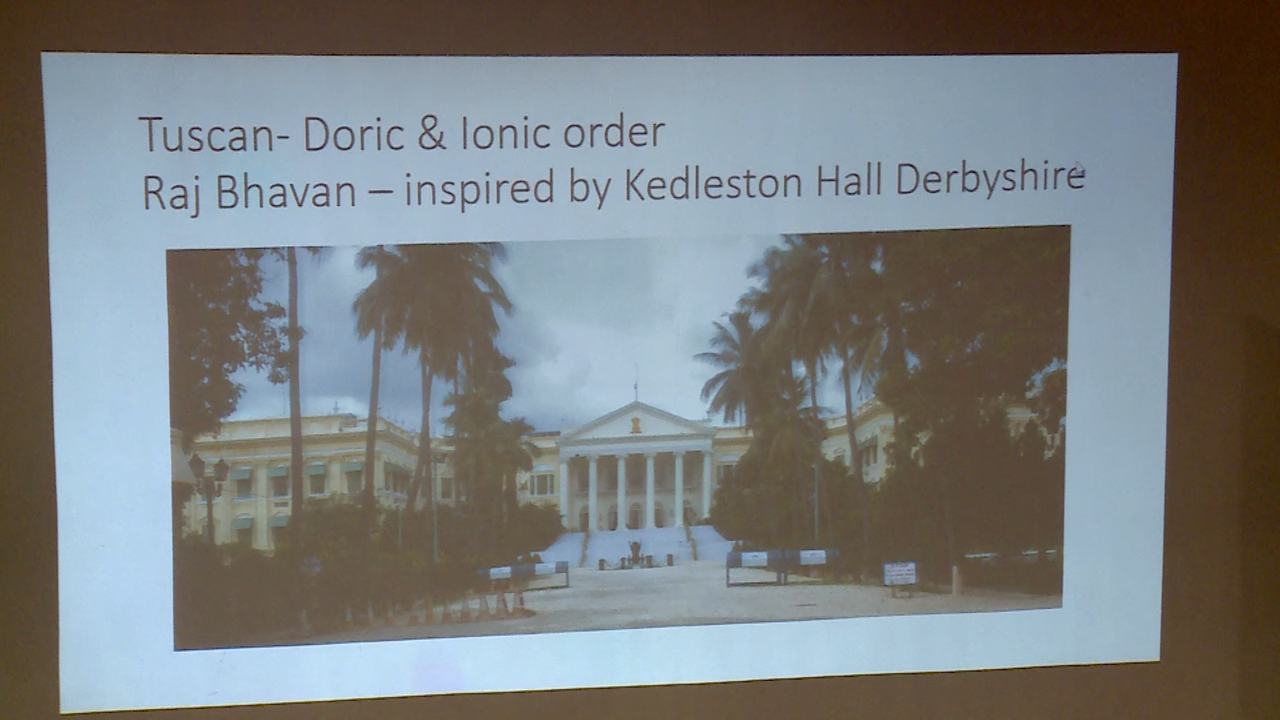 Tuscan- Doric & Ionic order
Raj Bhavan – inspired by Kedleston Hall Derbyshire